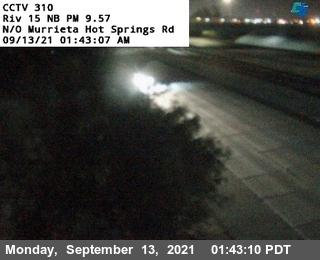 CCTV 310
Riv 15 NB PM 9.57
N/O Murrieta Hot Springs Rd
09/13/21 01:43:07 AM
Monday, September 13, 2021 01:43:10 PDT